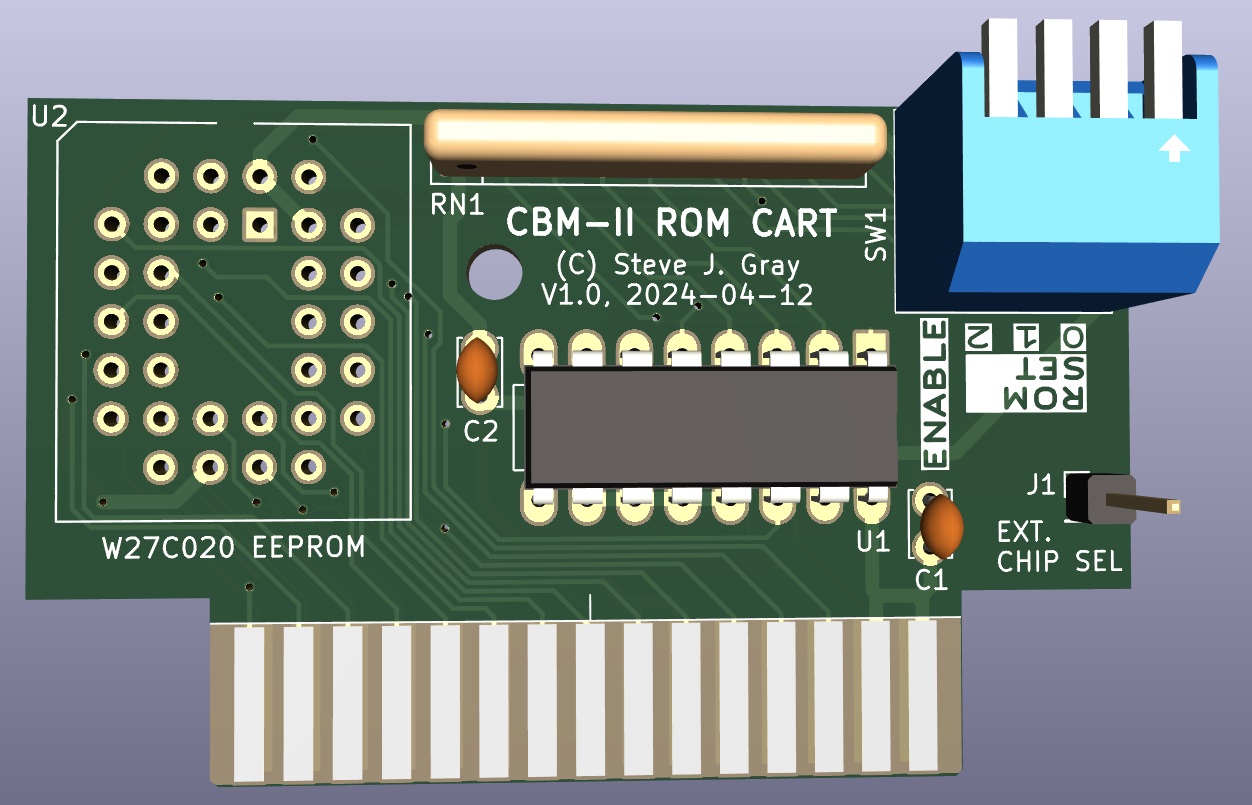 U2
RN1
CBM-II ROM CART
(C) Steve J. Gray
V1.0, 2024-04-12
SW1
ENABLE
0 1 2
ROM
SET
C2
W27C020 EEPROM
U1
C1
J1
EXT.
CHIP SEL